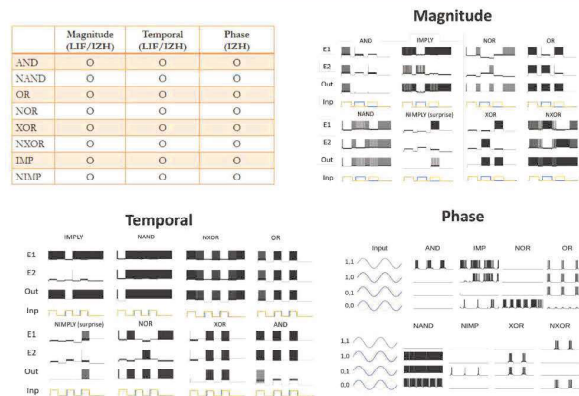 Magnitude (LIF/IZH) Temporal (LIF/IZH) Phase (IZH)
AND O O O
NAND O O O
OR O O O
NOR O O O
XOR O O O
NXOR O O O
IMP O O O
NIMP O O O
Magnitude
AND IMPLY NOR OR
E1
E2
Out
Inp
NAND NIMPLY (surprise) XOR NXOR
E1
E2
Out
Inp
Temporal
IMPLY NAND NXOR OR
E1
E2
Out
Inp
NIMPLY (surprise) NOR XOR AND
E1
E2
Out
Inp
Phase
Input AND IMP NOR OR
1,1
1,0
0,1
0,0
NAND NIMP XOR NXOR
1,1
1,0
0,1
0,0